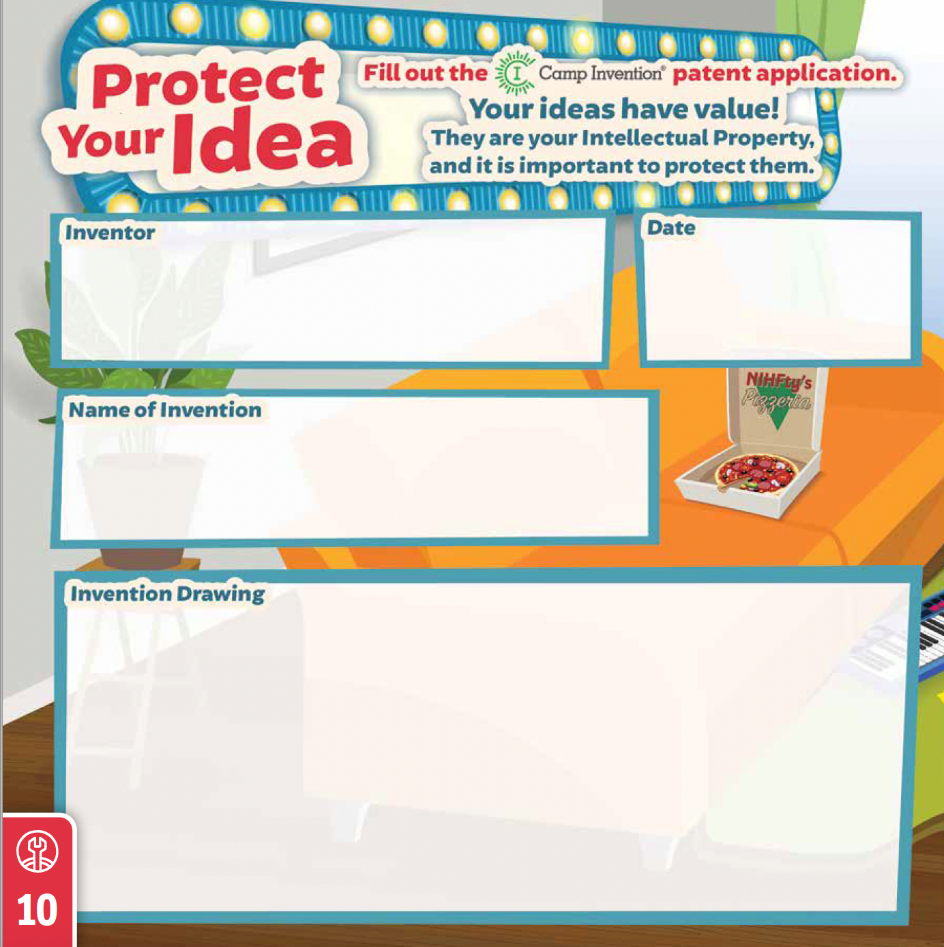 Protect
Your Idea
Fill out the Camp Invention® patent application.
Your ideas have value!
They are your Intellectual Property,
and it is important to protect them.
Inventor
Date
NIHFty's
Pizzeria
Name of Invention
Invention Drawing
10